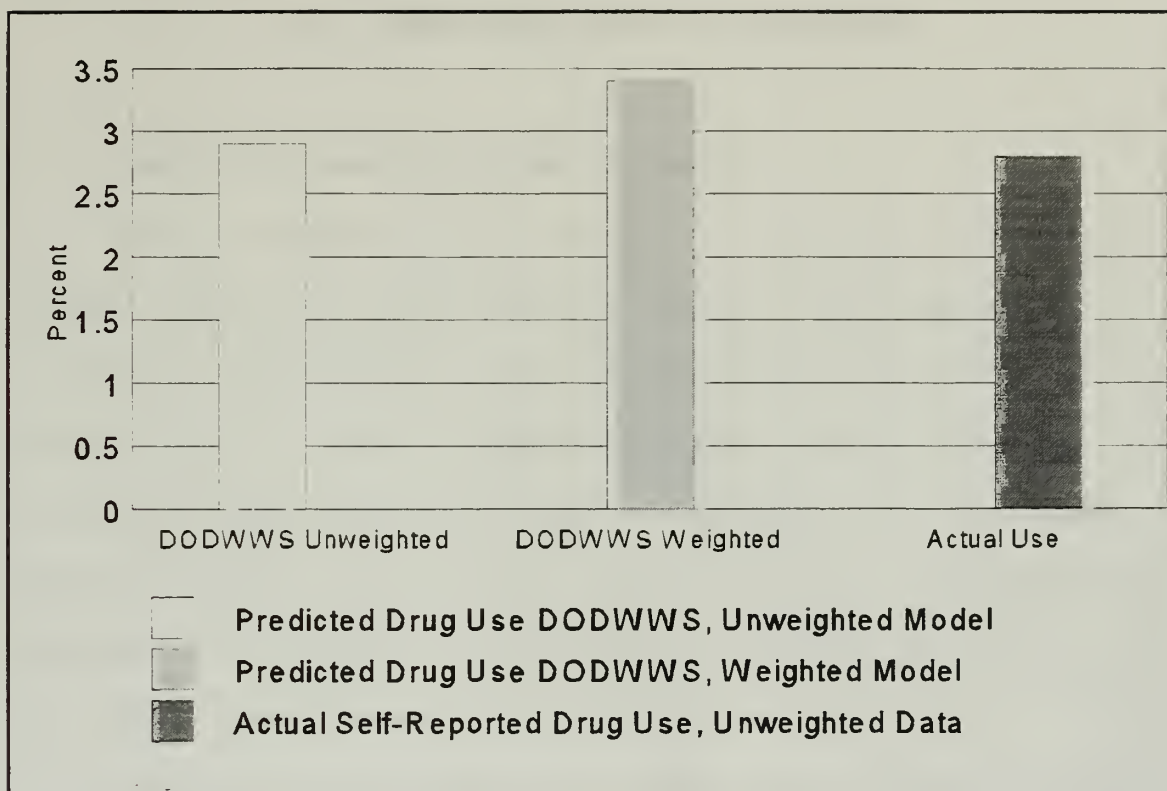 3.5
3
2.5
2
1.5
1
0.5
0
Percent
DODWWS Unweighted
DODWWS Weighted
Actual Use
Predicted Drug Use DODWWS, Unweighted Model
Predicted Drug Use DODWWS, Weighted Model
Actual Self-Reported Drug Use, Unweighted Data